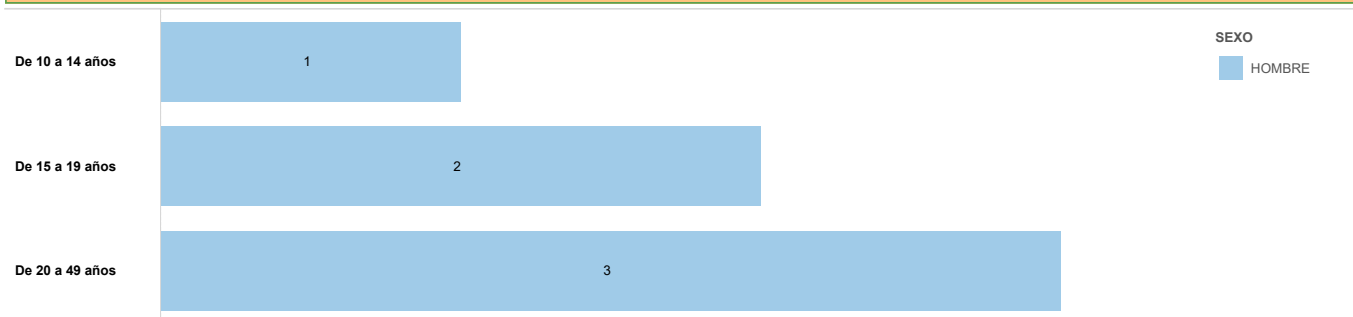 SEXO
HOMBRE
De 10 a 14 años
1
De 15 a 19 años
2
De 20 a 49 años
3